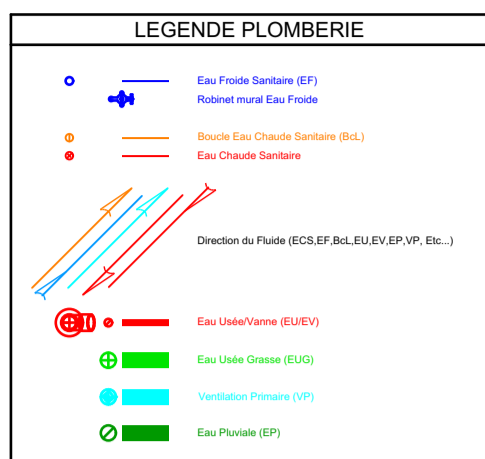 LEGENDE PLOMBERIE
Eau Froide Sanitaire (EF)
Robinet mural Eau Froide
Boucle Eau Chaude Sanitaire (BcL)
Eau Chaude Sanitaire
Direction du Fluide (ECS,EF,BcL,EU,EV,EP,VP, Etc...)
Eau Usée/Vanne (EU/EV)
Eau Usée Grasse (EUG)
Ventilation Primaire (VP)
Eau Pluviale (EP)